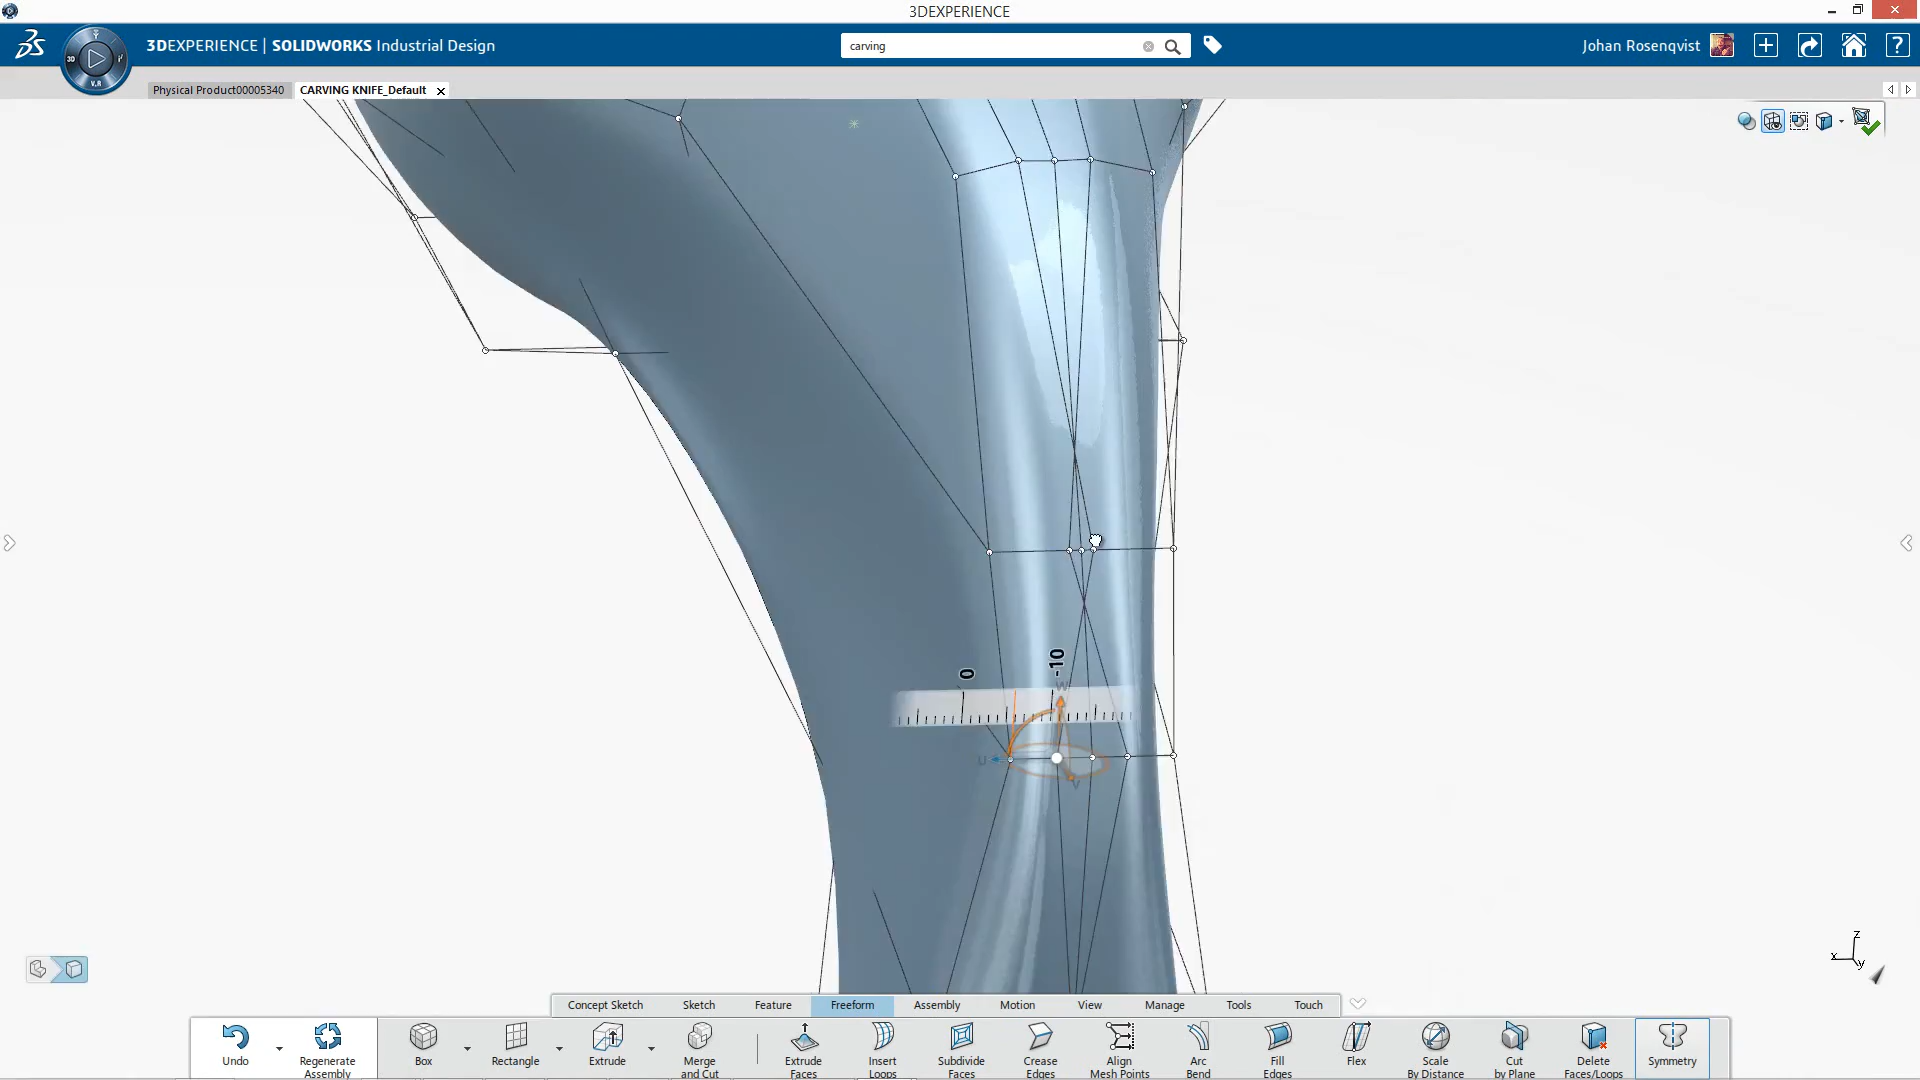 3DEXPERIENCE
3DEXPERIENCE | SOLIDWORKS Industrial Design
carving
Johan Rosenqvist
3D
V.R
Physical Product00005340
CARVING KNIFE_Default
0
-10
W
U
V
z
x
y
Concept Sketch
Sketch
Feature
Freeform
Assembly
Motion
View
Manage
Tools
Touch
Undo
Regenerate
Assembly
Box
Rectangle
Extrude
Merge
and Cut
Extrude
Faces
Insert
Loops
Subdivide
Faces
Crease
Edges
Align
Mesh Points
Arc
Bend
Fill
Edges
Flex
Scale
By Distance
Cut
by Plane
Delete
Faces/Loops
Symmetry